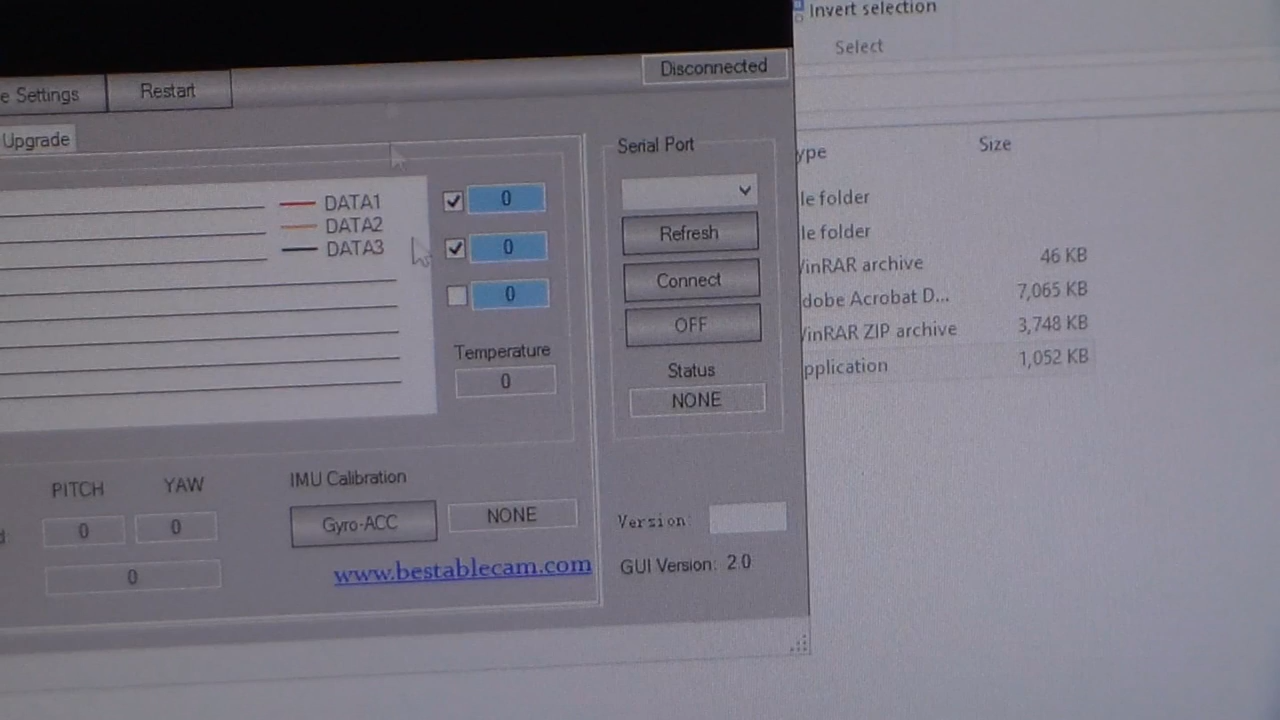 Invert selection
Select
Disconnected
e Settings
Restart
Upgrade
Serial Port
ype
Size
DATA1
DATA2
DATA3
0
0
0
Refresh
Connect
OFF
Status
NONE
Temperature
0
le folder
le folder
inRAR archive
46 KB
dobe Acrobat D...
7,065 KB
inRAR ZIP archive
3,748 KB
pplication
1,052 KB
PITCH
YAW
0
0
0
IMU Calibration
Gyro-ACC
NONE
www.bestablecam.com
Version:
GUI Version: 2.0